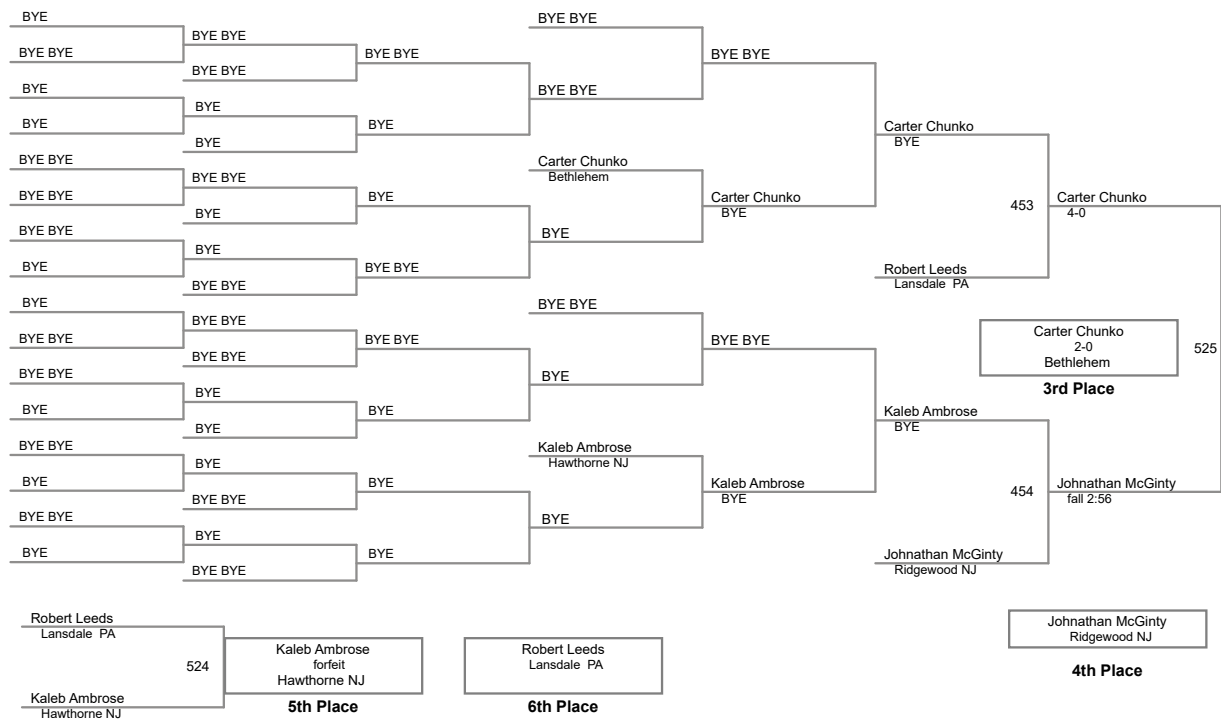 BYE
BYE BYE
BYE
BYE
BYE BYE
BYE BYE
BYE BYE
BYE
BYE
BYE BYE
BYE
BYE
BYE BYE
BYE
BYE BYE
BYE
BYE BYE
BYE BYE
BYE
BYE
BYE BYE
BYE
BYE
BYE BYE
BYE BYE
BYE BYE
BYE
BYE
BYE
BYE BYE
BYE
BYE BYE
BYE BYE
BYE
BYE
BYE BYE
BYE BYE
BYE
BYE
BYE
BYE BYE
BYE BYE
Carter Chunko
Bethlehem
BYE
BYE BYE
BYE
Kaleb Ambrose
Hawthorne NJ
BYE
BYE BYE
Carter Chunko
BYE
BYE BYE
Kaleb Ambrose
BYE
Carter Chunko
BYE
453
Robert Leeds
Lansdale PA
Kaleb Ambrose
BYE
454
Johnathan McGinty
Ridgewood NJ
Carter Chunko
4-0
Carter Chunko
2-0
Bethlehem
3rd Place
525
Johnathan McGinty
fall 2:56
Robert Leeds
Lansdale PA
524
Kaleb Ambrose
Hawthorne NJ
Kaleb Ambrose
forfeit
Hawthorne NJ
5th Place
Robert Leeds
Lansdale PA
6th Place
Johnathan McGinty
Ridgewood NJ
4th Place